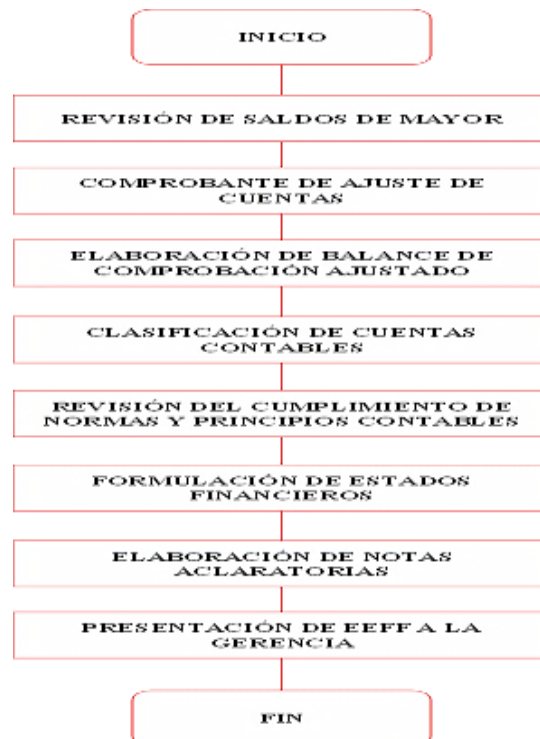 INICIO
REVISIÓN DE SALDOS DE MAYOR
COMPROBANTE DE AJUSTE DE
CUENTAS
ELABORACIÓN DE BALANCE DE
COMPROBACIÓN AJUSTADO
CLASIFICACIÓN DE CUENTAS
CONTABLES
REVISIÓN DEL CUMPLIMIENTO DE
NORMAS Y PRINCIPIOS CONTABLES
FORMULACIÓN DE ESTADOS
FINANCIEROS
ELABORACIÓN DE NOTAS
ACLARATORIAS
PRESENTACIÓN DE EEFF A LA
GERENCIA
FIN